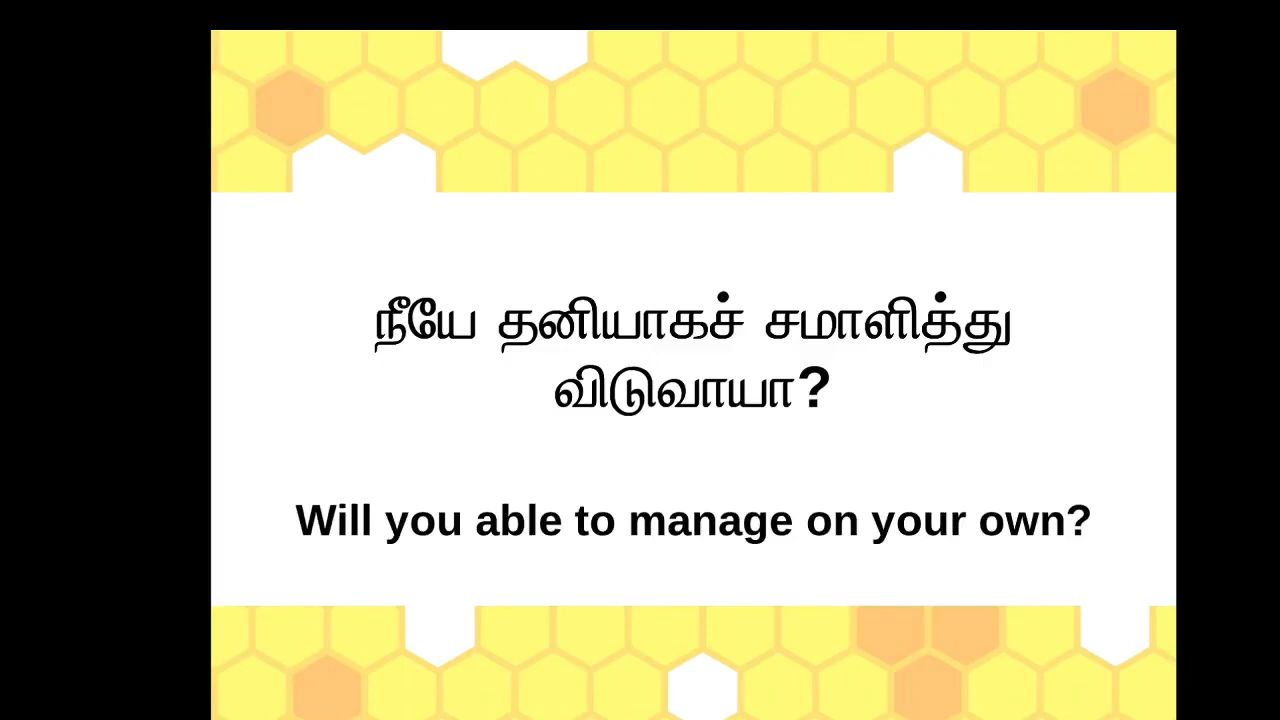 நீயே தனியாகச் சமாளித்து
விடுவாயா?
Will you able to manage on your own?